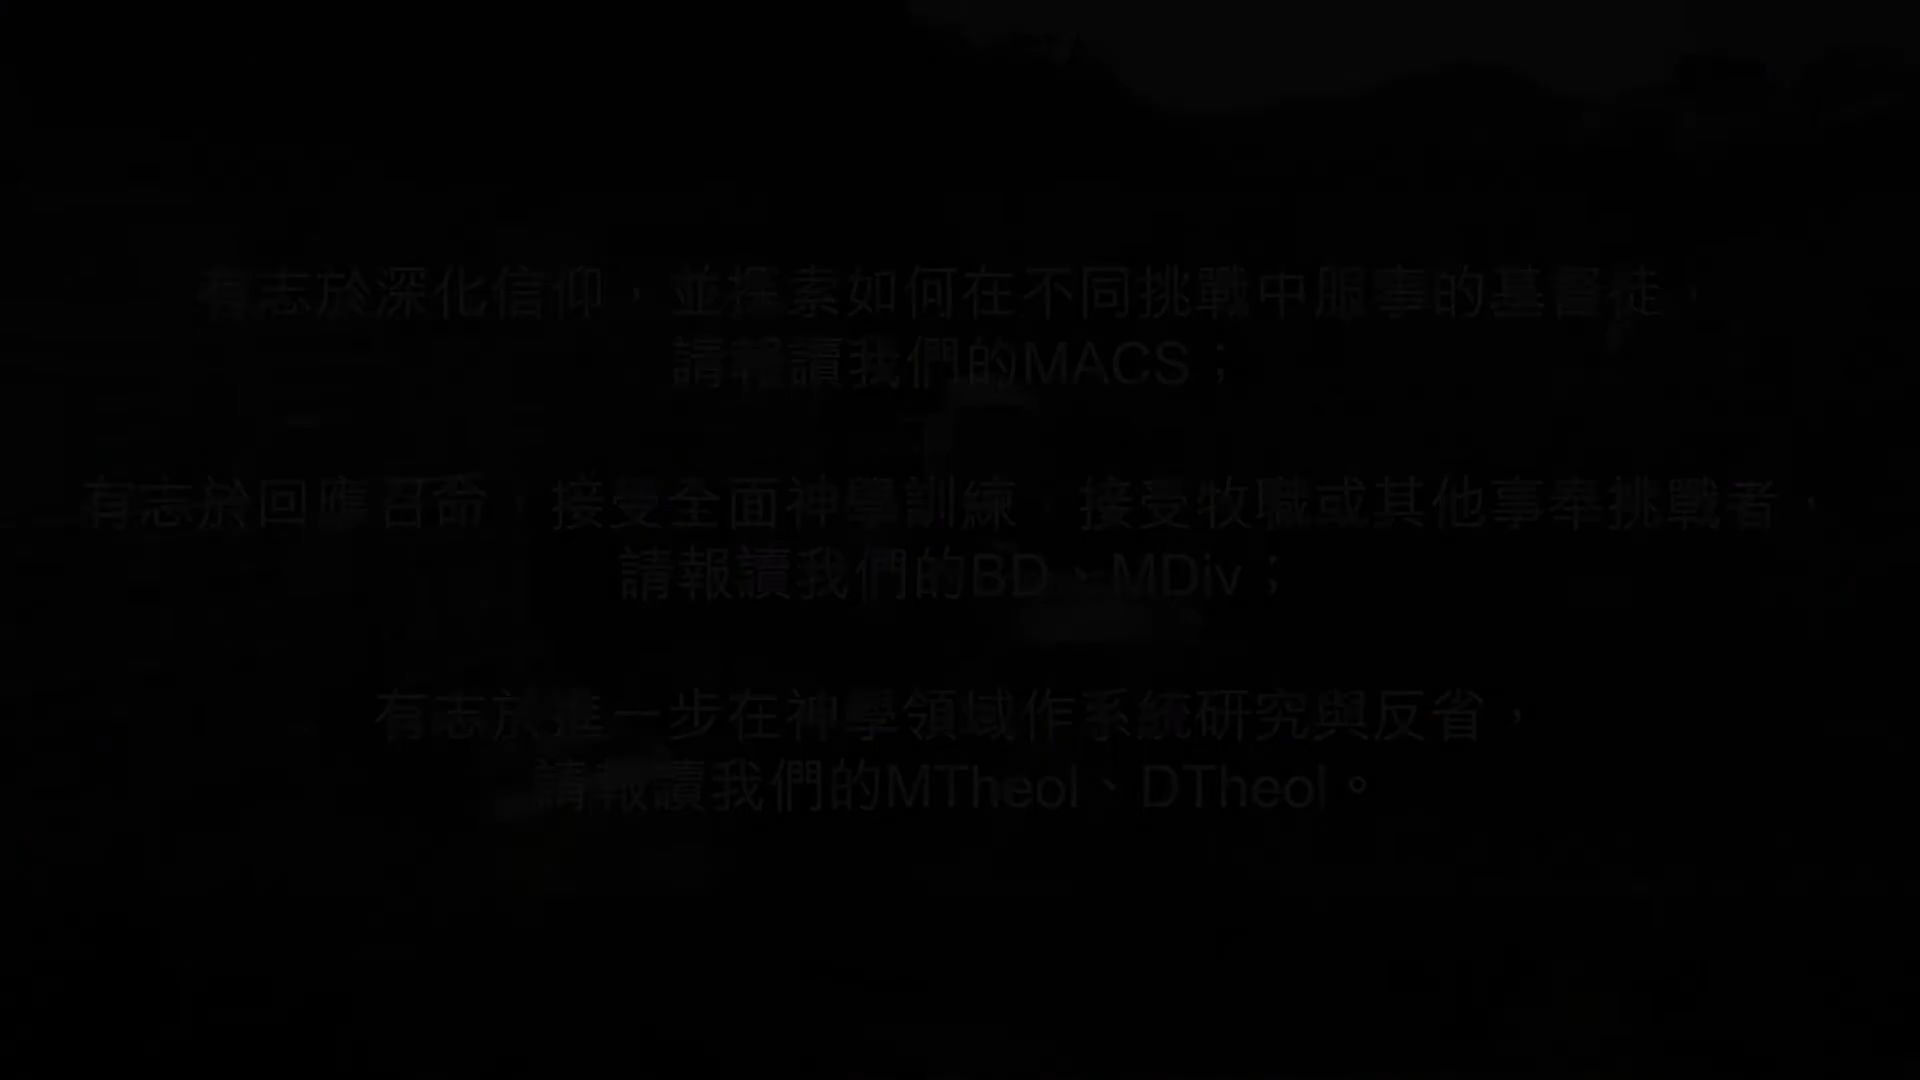 有志於深化信仰，並探索如何在不同挑戰中服事的基督徒，
請報讀我們的MACS；
有志於回應召命，接受全面神學訓練，接受牧職或其他事奉挑戰者，
請報讀我們的BD、MDiv；
有志於進一步在神學領域作系統研究與反省，
請報讀我們的MTheol、DTheol。